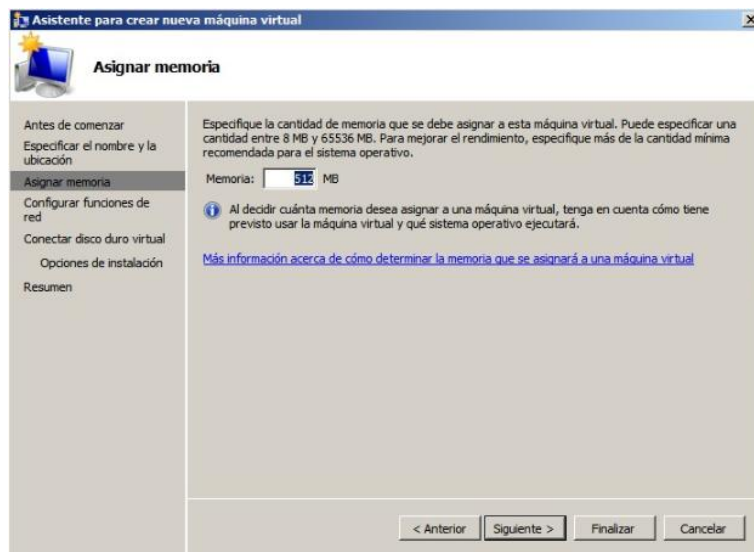 Asistente para crear nueva máquina virtual
Asignar memoria
Antes de comenzar
Especificar el nombre y la
ubicación
Asignar memoria
Configurar funciones de
red
Conectar disco duro virtual
Opciones de instalación
Resumen
Especifique la cantidad de memoria que se debe asignar a esta máquina virtual. Puede especificar una
cantidad entre 8 MB y 65536 MB. Para mejorar el rendimiento, especifique más de la cantidad mínima
recomendada para el sistema operativo.
Memoria: 512 MB
Al decidir cuánta memoria desea asignar a una máquina virtual, tenga en cuenta cómo tiene
previsto usar la máquina virtual y qué sistema operativo ejecutará.
Más información acerca de cómo determinar la memoria que se asignará a una máquina virtual
< Anterior Siguiente > Finalizar Cancelar